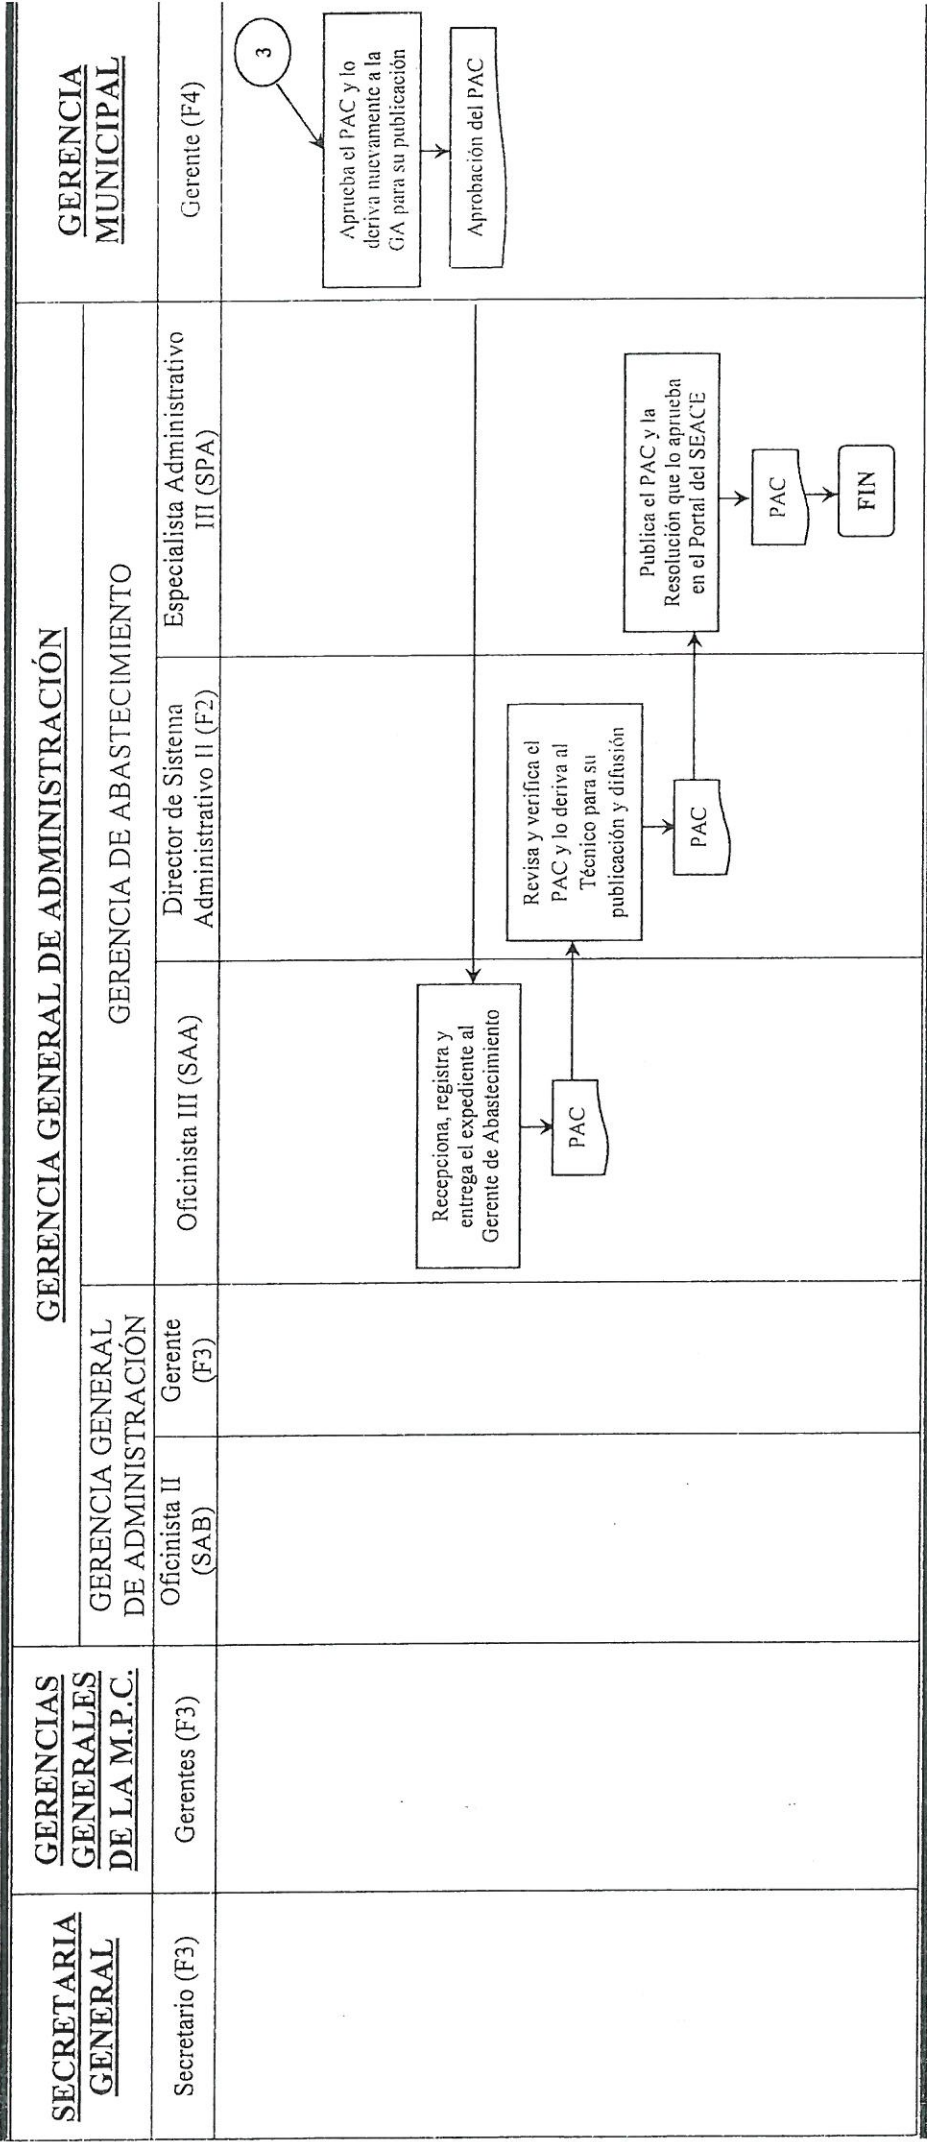 SECRETARIA
GENERAL
GERENCIAS
GENERALES
DE LA M.P.C.
GERENCIA GENERAL DE ADMINISTRACIÓN
GERENCIA
MUNICIPAL
GERENCIA GENERAL
DE ADMINISTRACIÓN
GERENCIA DE ABASTECIMIENTO
Secretario (F3)
Gerentes (F3)
Oficinista II
(SAB)
Gerente
(F3)
Oficinista III (SAA)
Director de Sistema
Administrativo II (F2)
Especialista Administrativo
III (SPA)
Gerente (F4)
3
Aprueba el PAC y lo
deriva nuevamente a la
GA para su publicación
Aprobación del PAC
Recepciona, registra y
entrega el expediente al
Gerente de Abastecimiento
PAC
Revisa y verifica el
PAC y lo deriva al
Técnico para su
publicación y difusión
PAC
Publica el PAC y la
Resolución que lo aprueba
en el Portal del SEACE
PAC
FIN